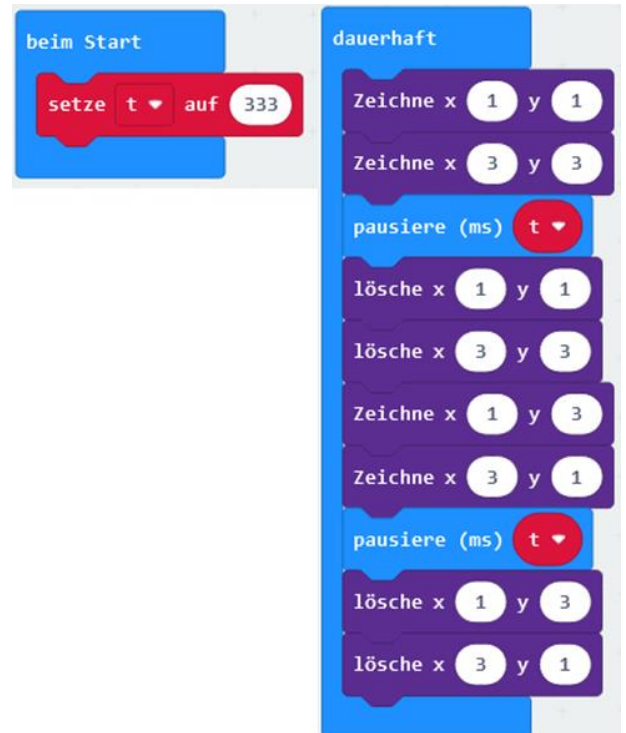 beim Start
setze t auf 333
dauerhaft
Zeichne x 1 y 1
Zeichne x 3 y 3
pausiere (ms) t
lösche x 1 y 1
lösche x 3 y 3
Zeichne x 1 y 3
Zeichne x 3 y 1
pausiere (ms) t
lösche x 1 y 3
lösche x 3 y 1